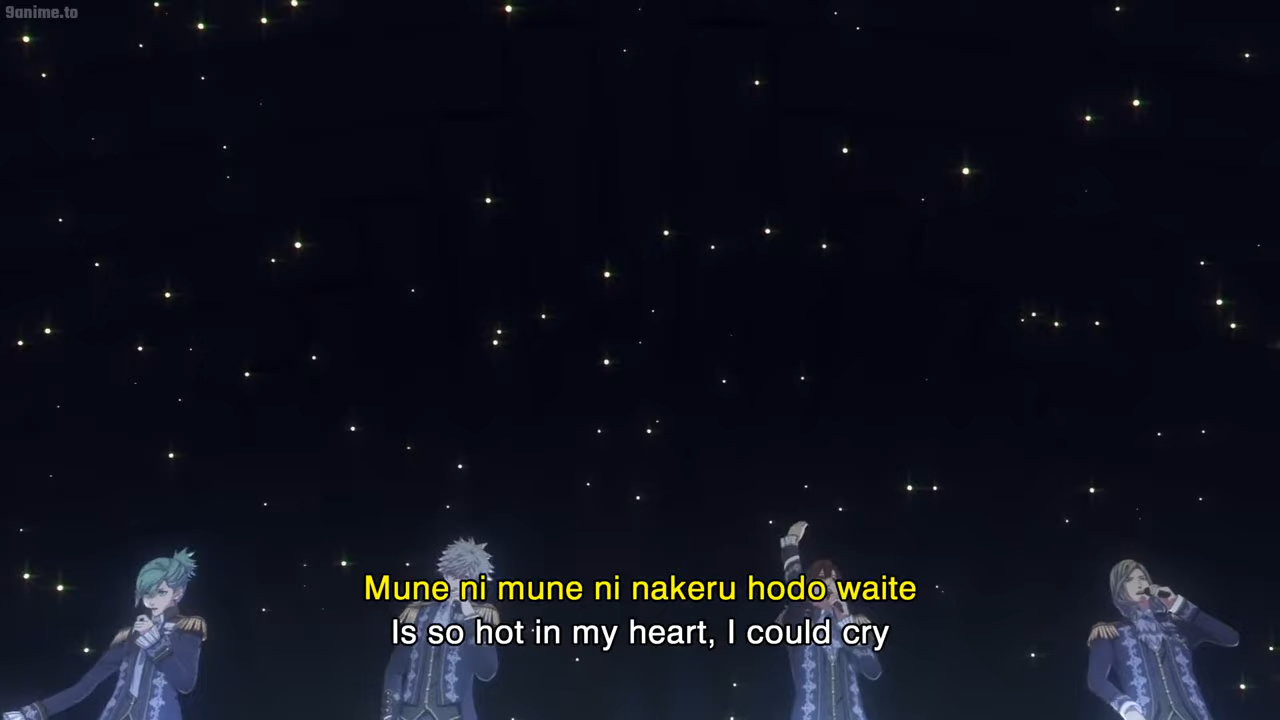 9anime.to
Mune ni mune ni nakeru hodo waite
Is so hot in my heart, I could cry